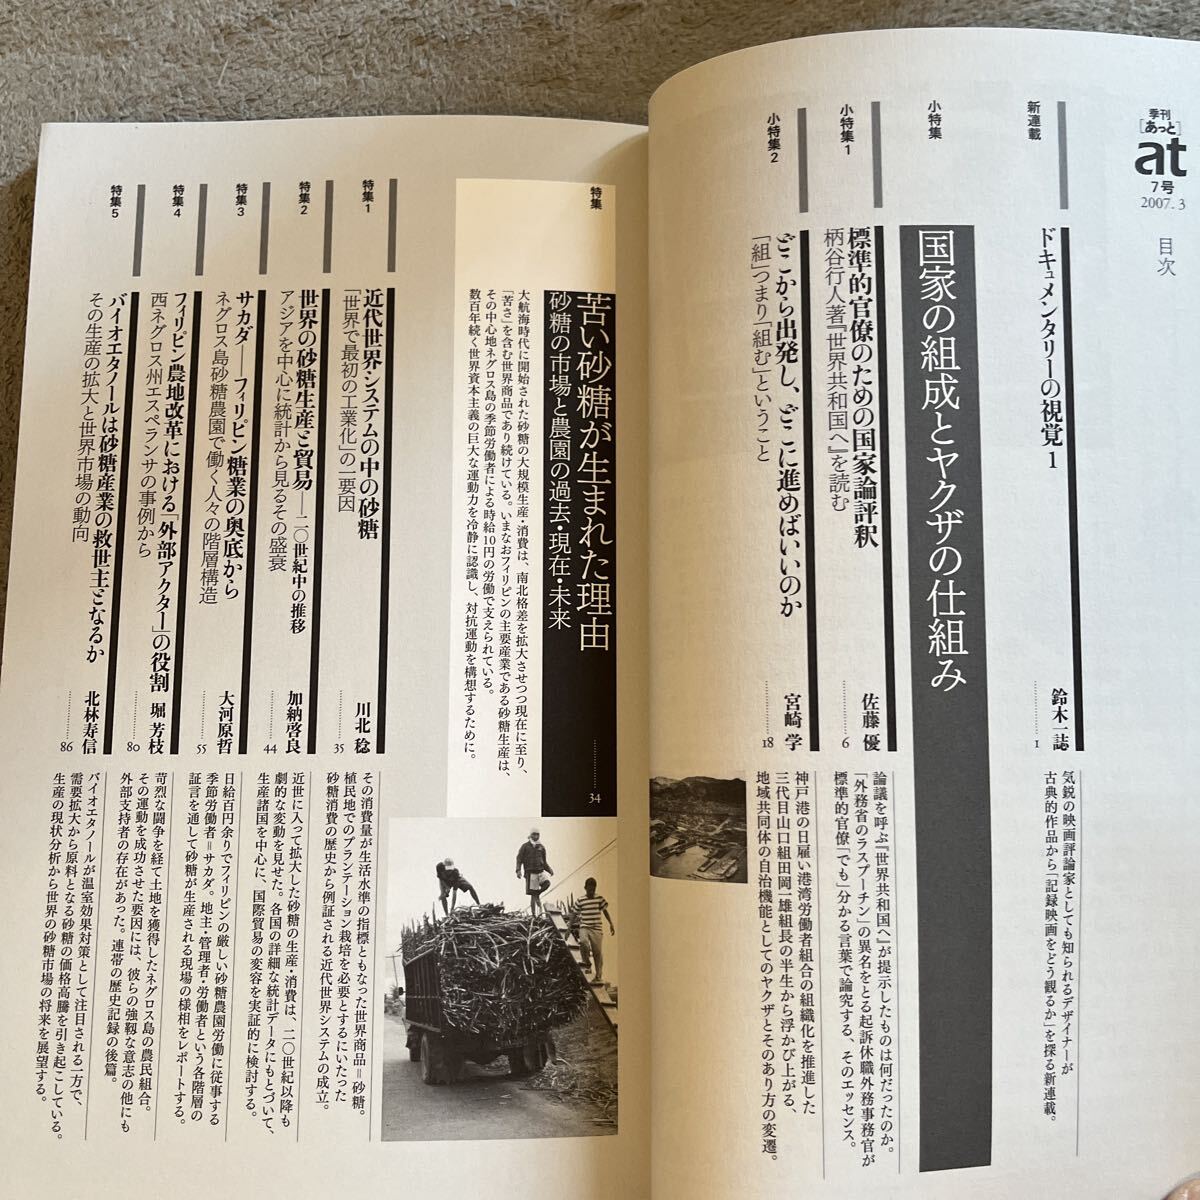 季刊
[あっと]
at
7号
2007.3
目次
新連載
ドキュメンタリーの視覚 1
鈴木一誌
1
気鋭の映画評論家としても知られるデザイナーが
古典的作品から「記録映画をどう観るか」を探る新連載。
小特集
国家の組成とヤクザの仕組み
小特集1
標準的官僚のための国家論評釈
柄谷行人著『世界共和国へ』を読む
佐藤 優
6
論議を呼ぶ『世界共和国へ』が提示したものは何だったのか。
「外務省のラスプーチン」の異名をとる起訴休職外務事務官が
標準的官僚「でも」分かる言葉で論究する、そのエッセンス。
小特集2
どこから出発し、どこに進めばいいのか
「組」つまり「組む」ということ
宮崎 学
18
神戸港の日雇い港湾労働者組合の組織化を推進した
三代目山口組田岡一雄組長の半生から浮かび上がる、
地域共同体の自治機能としてのヤクザとそのあり方の変遷。
特集
苦い砂糖が生まれた理由
砂糖の市場と農園の過去・現在・未来
34
大航海時代に開始された砂糖の大規模生産・消費は、南北格差を拡大させつつ現在に至り、
「苦さ」を含む世界商品であり続けている。いまなおフィリピンの主要産業である砂糖生産は、
その中心地ネグロス島の季節労働者による時給10円の労働で支えられている。
数百年続く世界資本主義の巨大な運動力を冷静に認識し、対抗運動を構想するために。
特集1
近代世界システムの中の砂糖
「世界で最初の工業化」の一要因
川北 稔
35
その消費量が生活水準の指標ともなった世界商品＝砂糖。
植民地でのプランテーション栽培を必要とするにいたった
砂糖消費の歴史から例証される近代世界システムの成立。
特集2
世界の砂糖生産と貿易——二〇世紀中の推移
アジアを中心に統計から見るその盛衰
加納啓良
44
近世に入って拡大した砂糖の生産・消費は、二〇世紀以降も
劇的な変動を見せた。各国の詳細な統計データにもとづいて、
生産諸国を中心に、国際貿易の変容を実証的に検討する。
特集3
サカダ——フィリピン糖業の奥底から
ネグロス島砂糖農園で働く人々の階層構造
大河原哲
55
日給百円余りでフィリピンの厳しい砂糖農園労働に従事する
季節労働者＝サカダ。地主・管理者・労働者という各階層の
証言を通して砂糖が生産される現場の様相をレポートする。
特集4
フィリピン農地改革における「外部アクター」の役割
西ネグロス州エスペランサの事例から
堀 芳枝
80
苛烈な闘争を経て土地を獲得したネグロス島の農民組合。
その運動を成功させた要因には、彼らの強靱な意志の他にも
外部支持者の存在があった。連帯の歴史記録の後篇。
特集5
バイオエタノールは砂糖産業の救世主となるか
その生産の拡大と世界市場の動向
北林寿信
86
バイオエタノールが温室効果対策として注目される一方で、
需要拡大から原料となる砂糖の価格高騰を引き起こしている。
生産の現状分析から世界の砂糖市場の将来を展望する。